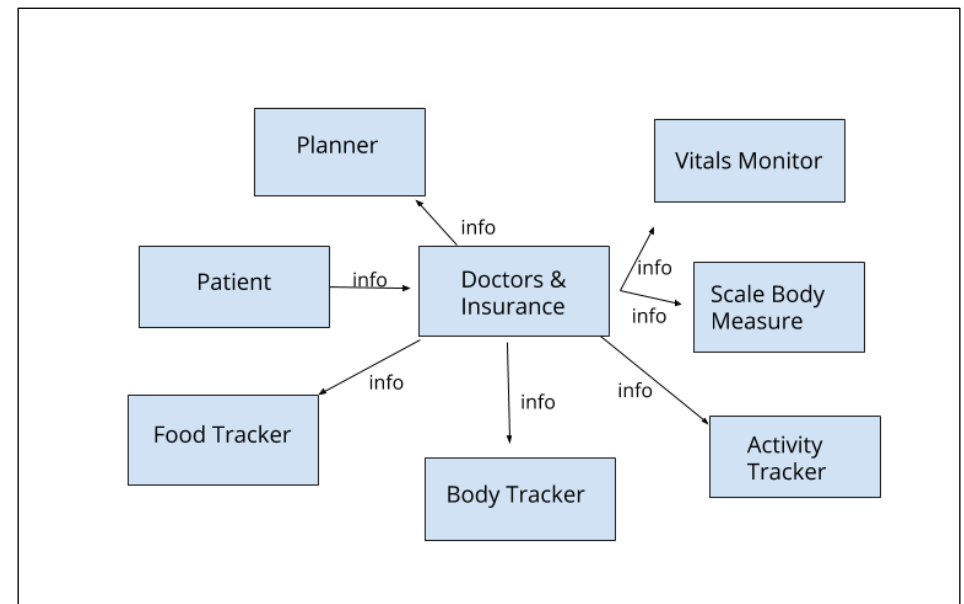 Planner
Vitals Monitor
info
Patient
info
Doctors &
Insurance
info
Scale Body
Measure
info
info
info
info
Food Tracker
Body Tracker
Activity
Tracker